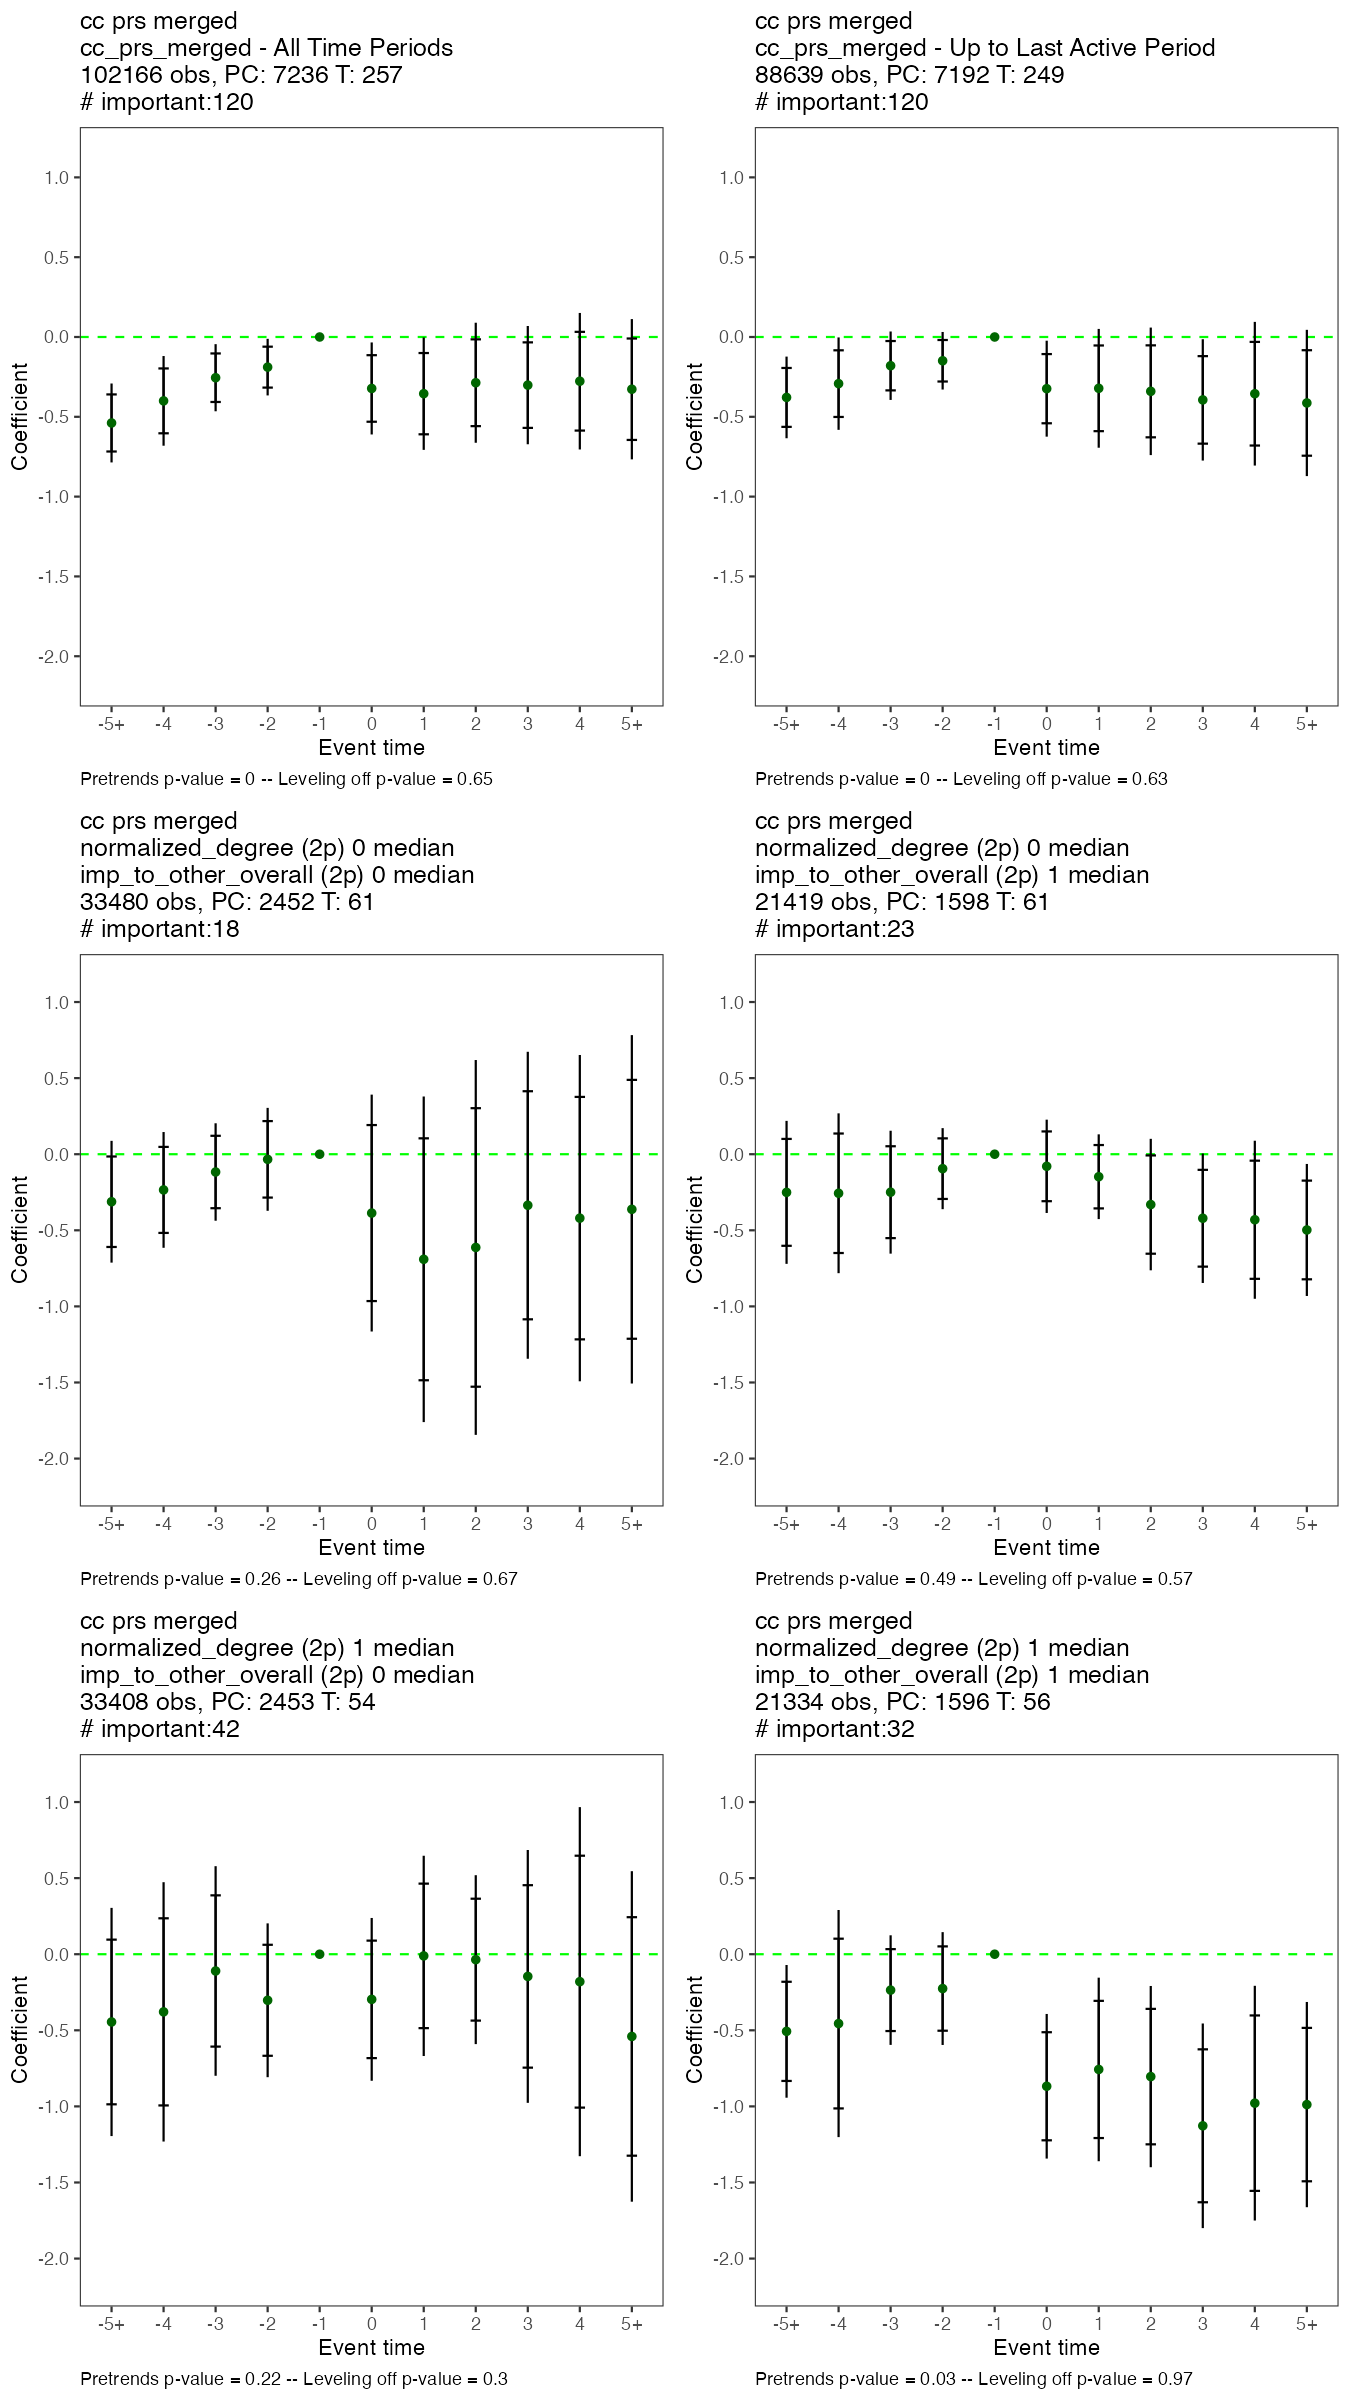 cc prs merged
cc_prs_merged - All Time Periods
102166 obs, PC: 7236 T: 257
# important:120
1.0
0.5
0.0
-0.5
-1.0
-1.5
-2.0
Coefficient
-5+ -4 -3 -2 -1 0 1 2 3 4 5+
Event time
Pretrends p-value = 0 -- Leveling off p-value = 0.65
cc prs merged
cc_prs_merged - Up to Last Active Period
88639 obs, PC: 7192 T: 249
# important:120
1.0
0.5
0.0
-0.5
-1.0
-1.5
-2.0
Coefficient
-5+ -4 -3 -2 -1 0 1 2 3 4 5+
Event time
Pretrends p-value = 0 -- Leveling off p-value = 0.63
cc prs merged
normalized_degree (2p) 0 median
imp_to_other_overall (2p) 0 median
33480 obs, PC: 2452 T: 61
# important:18
1.0
0.5
0.0
-0.5
-1.0
-1.5
-2.0
Coefficient
-5+ -4 -3 -2 -1 0 1 2 3 4 5+
Event time
Pretrends p-value = 0.26 -- Leveling off p-value = 0.67
cc prs merged
normalized_degree (2p) 0 median
imp_to_other_overall (2p) 1 median
21419 obs, PC: 1598 T: 61
# important:23
1.0
0.5
0.0
-0.5
-1.0
-1.5
-2.0
Coefficient
-5+ -4 -3 -2 -1 0 1 2 3 4 5+
Event time
Pretrends p-value = 0.49 -- Leveling off p-value = 0.57
cc prs merged
normalized_degree (2p) 1 median
imp_to_other_overall (2p) 0 median
33408 obs, PC: 2453 T: 54
# important:42
1.0
0.5
0.0
-0.5
-1.0
-1.5
-2.0
Coefficient
-5+ -4 -3 -2 -1 0 1 2 3 4 5+
Event time
Pretrends p-value = 0.22 -- Leveling off p-value = 0.3
cc prs merged
normalized_degree (2p) 1 median
imp_to_other_overall (2p) 1 median
21334 obs, PC: 1596 T: 56
# important:32
1.0
0.5
0.0
-0.5
-1.0
-1.5
-2.0
Coefficient
-5+ -4 -3 -2 -1 0 1 2 3 4 5+
Event time
Pretrends p-value = 0.03 -- Leveling off p-value = 0.97